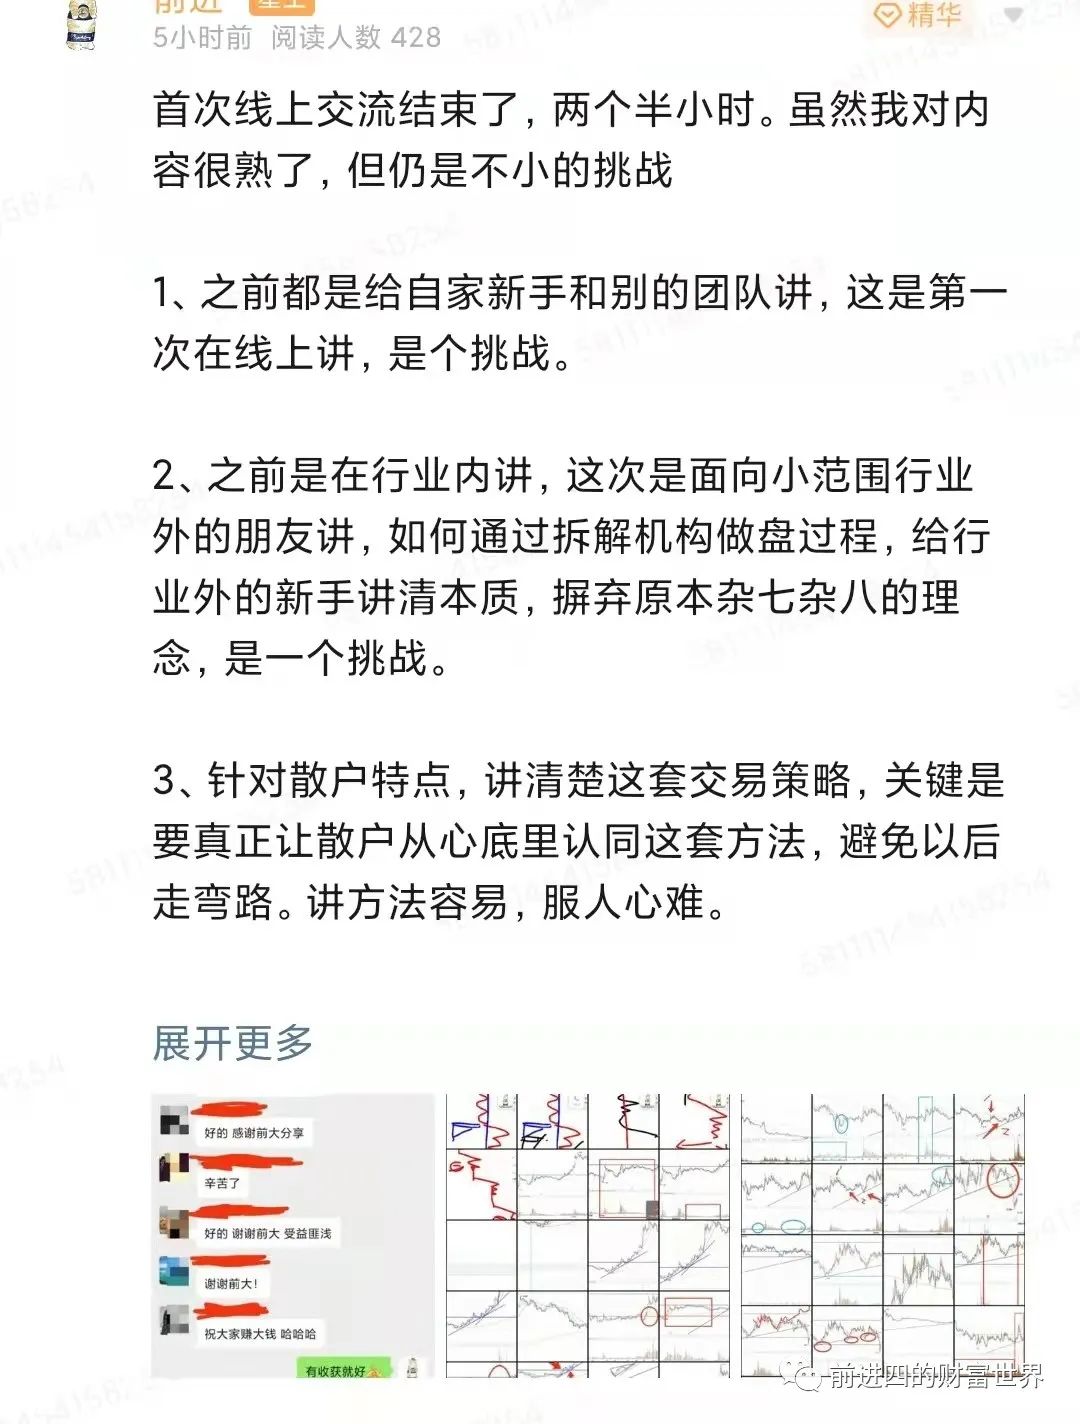 前进 星主
精华
5小时前 阅读人数 428
首次线上交流结束了，两个半小时。虽然我对内
容很熟了，但仍是不小的挑战
1、之前都是给自家新手和别的团队讲，这是第一
次在线上讲，是个挑战。
2、之前是在行业内讲，这次是面向小范围行业
外的朋友讲，如何通过拆解机构做盘过程，给行
业外的新手讲清本质，摒弃原本杂七杂八的理
念，是一个挑战。
3、针对散户特点，讲清楚这套交易策略，关键是
要真正让散户从心底里认同这套方法，避免以后
走弯路。讲方法容易，服人心难。
展开更多
好的 感谢前大分享
辛苦了
好的 谢谢前大 受益匪浅
谢谢前大！
祝大家赚大钱 哈哈哈
有收获就好
前进四的财富世界